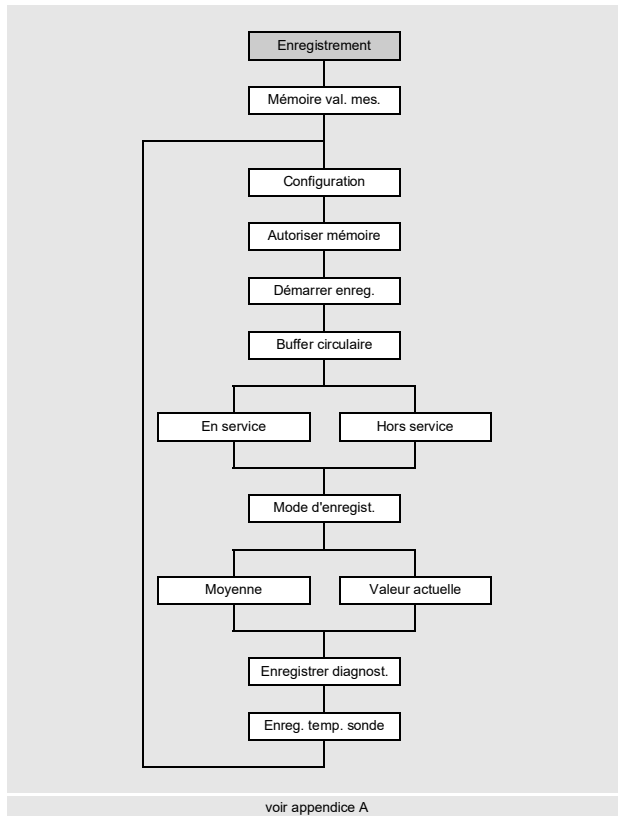 Enregistrement
Mémoire val. mes.
Configuration
Autoriser mémoire
Démarrer enreg.
Buffer circulaire
En service
Hors service
Mode d'enregist.
Moyenne
Valeur actuelle
Enregistrer diagnost.
Enreg. temp. sonde
voir appendice A